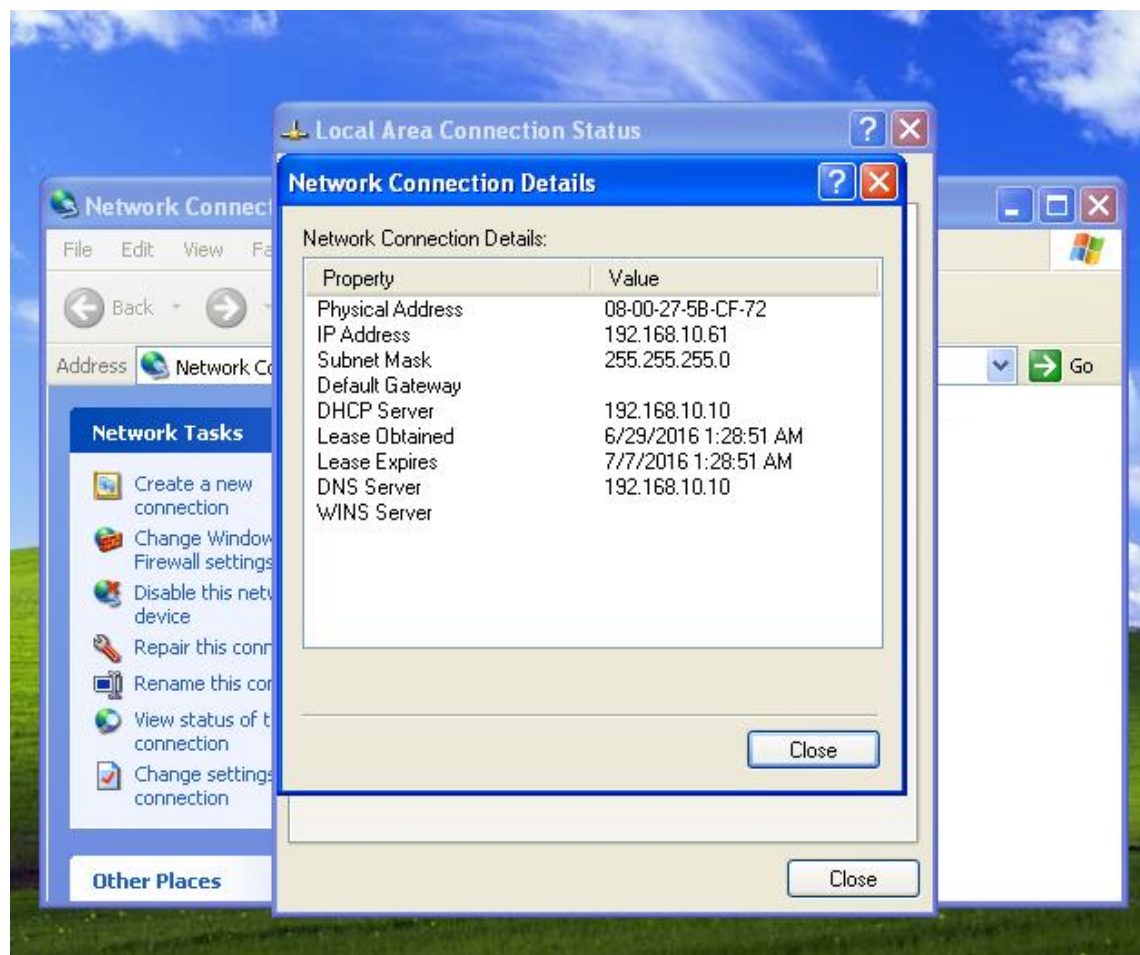 Local Area Connection Status
Network Connection Details
Network Connect
File Edit View Fa
Network Connection Details:
Property Value
Back
Physical Address 08-00-27-5B-CF-72
IP Address 192.168.10.61
Subnet Mask 255.255.255.0
Address Network Co Go
Default Gateway
DHCP Server 192.168.10.10
Lease Obtained 6/29/2016 1:28:51 AM
Lease Expires 7/7/2016 1:28:51 AM
DNS Server 192.168.10.10
WINS Server
Network Tasks
Create a new
connection
Change Window
Firewall settings
Disable this netw
device
Repair this conn
Rename this con
View status of t
connection
Change settings
connection
Close
Other Places
Close